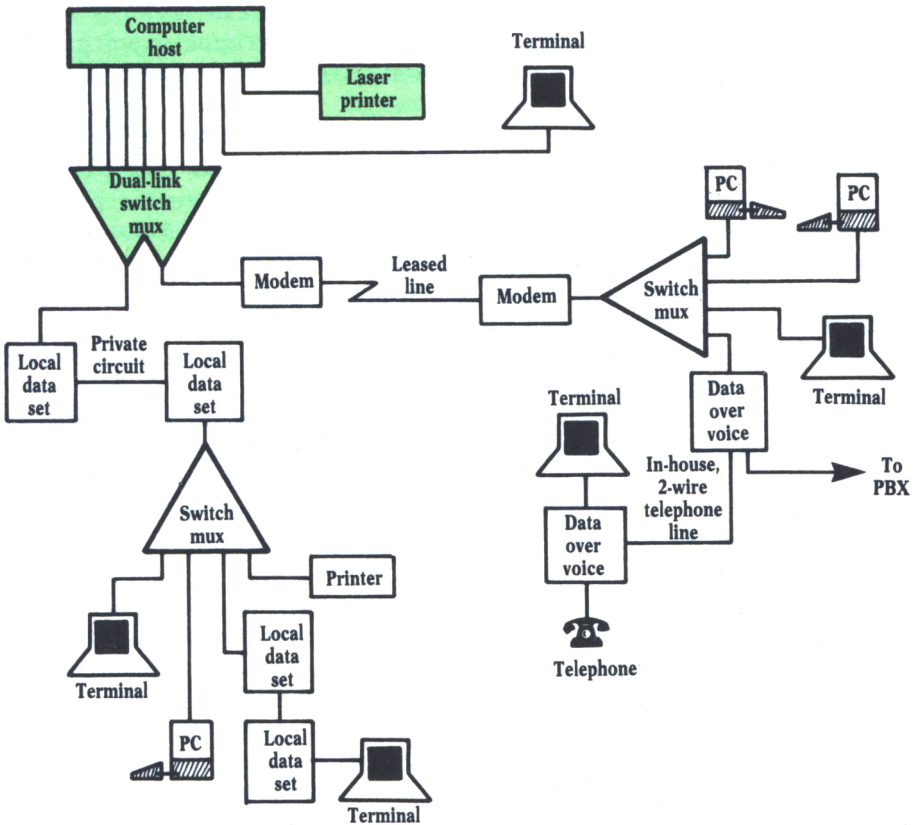 Computer
host
Laser
printer
Terminal
Dual-link
switch
mux
Modem
Leased
line
Modem
Switch
mux
PC
PC
Terminal
Local
data
set
Private
circuit
Local
data
set
Data
over
voice
To
PBX
Terminal
In-house,
2-wire
telephone
line
Data
over
voice
Telephone
Switch
mux
Printer
Terminal
Local
data
set
PC
Local
data
set
Terminal